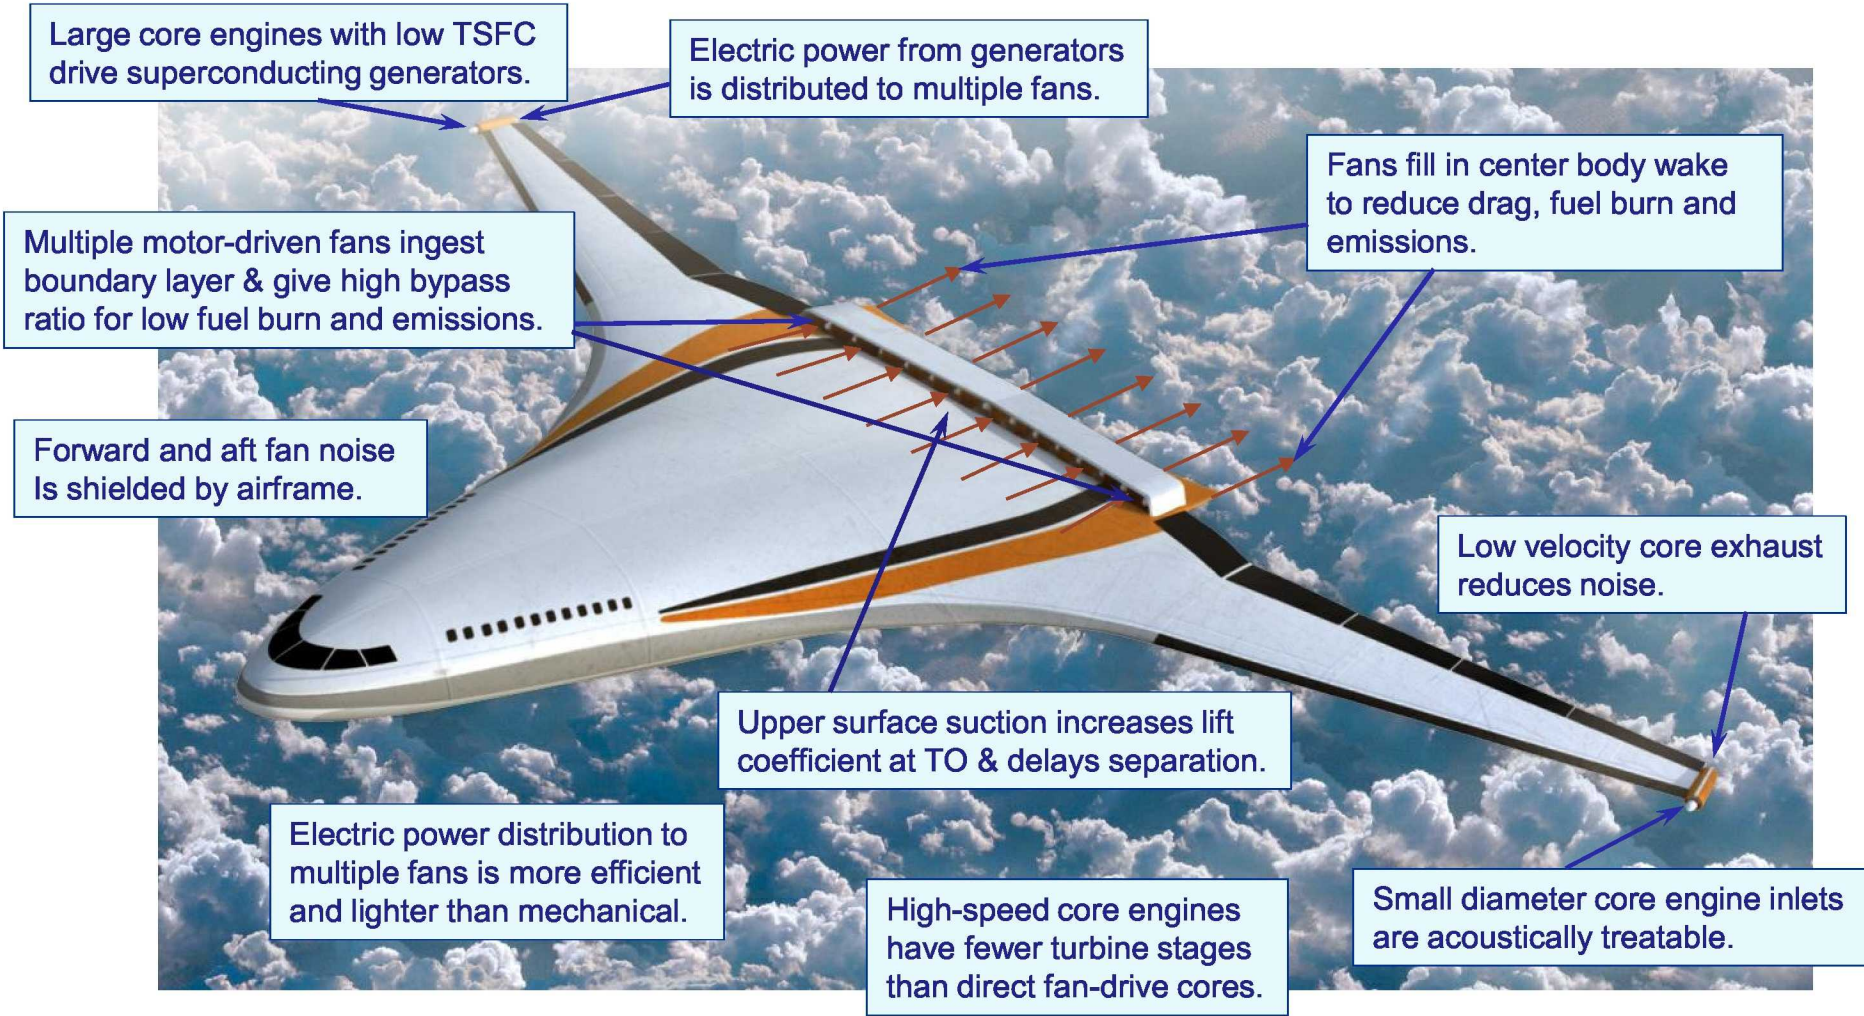 Large core engines with low TSFC
drive superconducting generators.
Electric power from generators
is distributed to multiple fans.
Fans fill in center body wake
to reduce drag, fuel burn and
emissions.
Multiple motor-driven fans ingest
boundary layer & give high bypass
ratio for low fuel burn and emissions.
Forward and aft fan noise
Is shielded by airframe.
Low velocity core exhaust
reduces noise.
Upper surface suction increases lift
coefficient at TO & delays separation.
Electric power distribution to
multiple fans is more efficient
and lighter than mechanical.
High-speed core engines
have fewer turbine stages
than direct fan-drive cores.
Small diameter core engine inlets
are acoustically treatable.